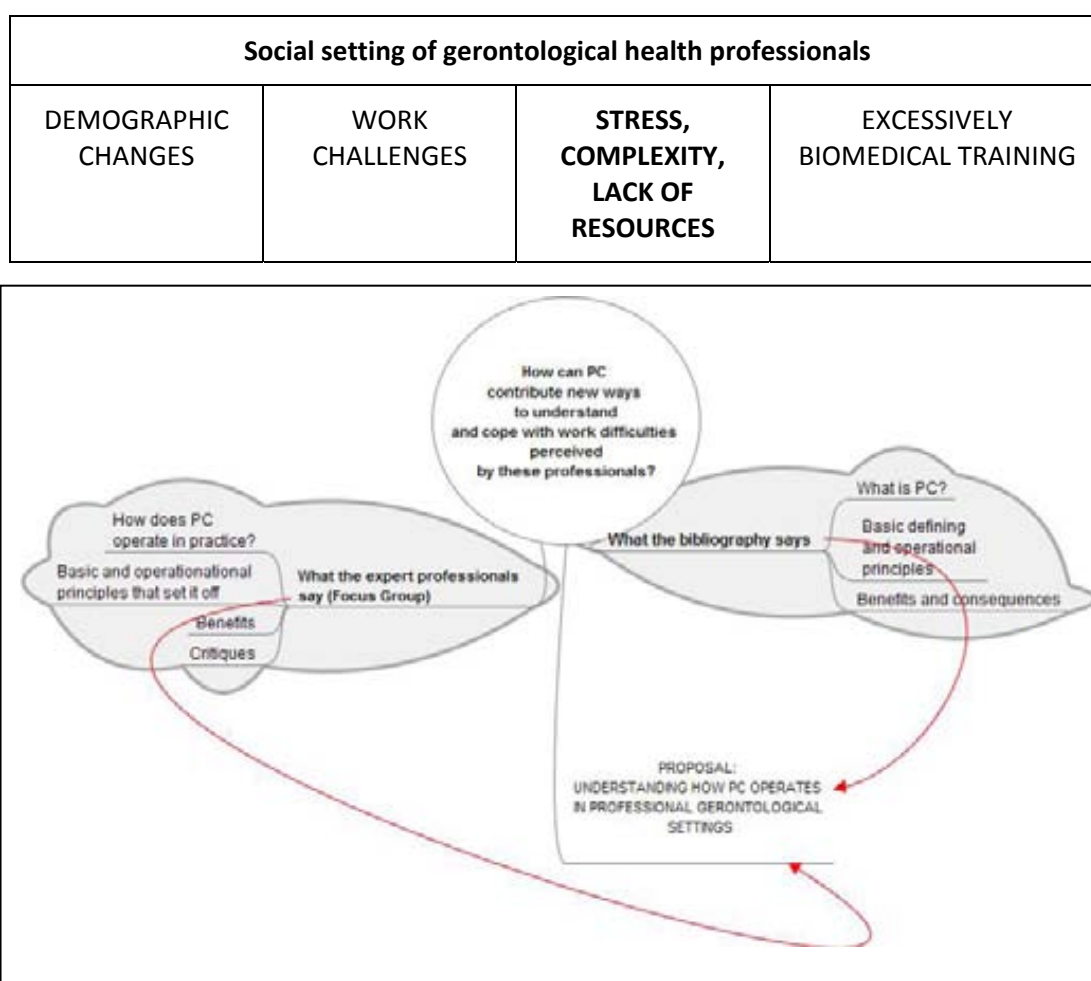 Social setting of gerontological health professionals
DEMOGRAPHIC
CHANGES
WORK
CHALLENGES
STRESS,
COMPLEXITY,
LACK OF
RESOURCES
EXCESSIVELY
BIOMEDICAL TRAINING
How can PC
contribute new ways
to understand
and cope with work difficulties
perceived
by these professionals?
How does PC
operate in practice?
Basic and operationational
principles that set it off
Benefits
Critiques
What the expert professionals
say (Focus Group)
What the bibliography says
What is PC?
Basic defining
and operational
principles
Benefits and consequences
PROPOSAL:
UNDERSTANDING HOW PC OPERATES
IN PROFESSIONAL GERONTOLOGICAL
SETTINGS